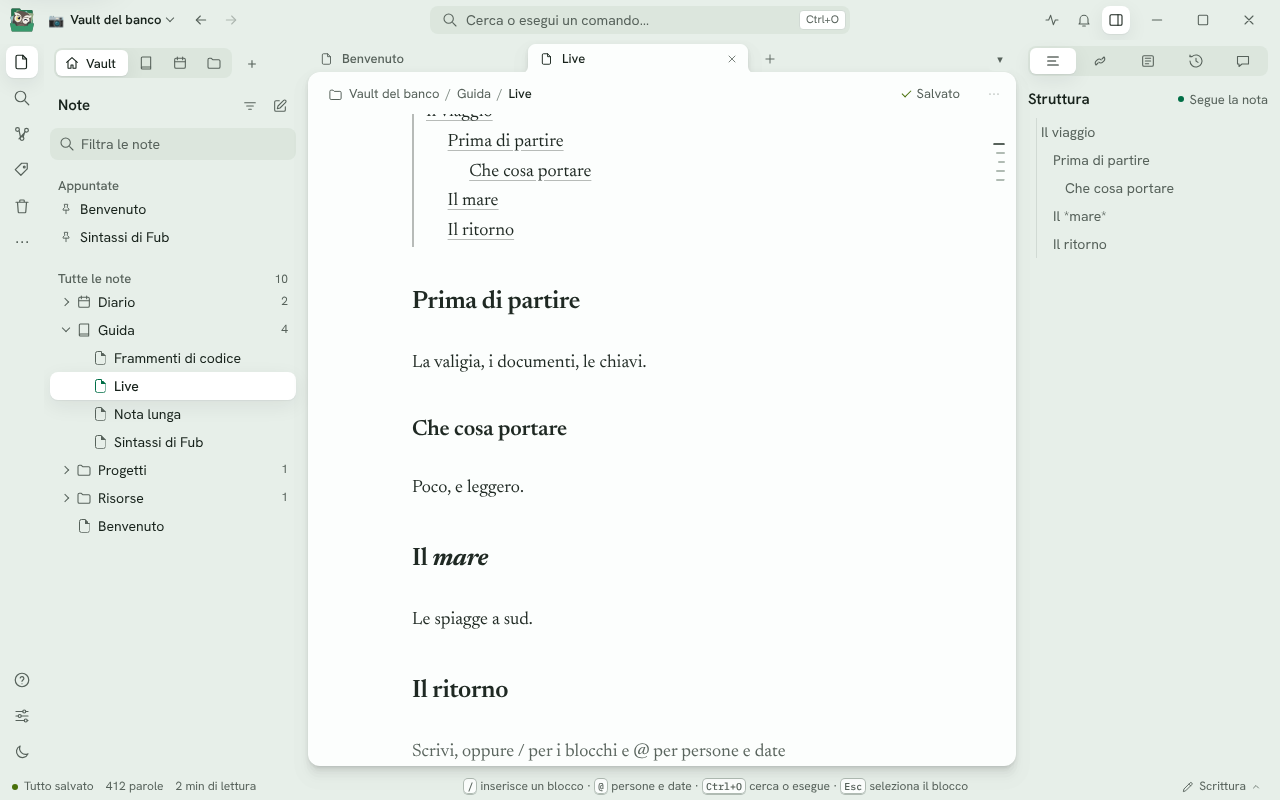 Vault del banco
Cerca o esegui un comando…
Ctrl+O
Vault
Benvenuto
Live
Note
Filtra le note
Appuntate
Benvenuto
Sintassi di Fub
Tutte le note 10
Diario 2
Guida 4
Frammenti di codice
Live
Nota lunga
Sintassi di Fub
Progetti 1
Risorse 1
Benvenuto
Vault del banco / Guida / Live
Salvato
Il viaggio
Prima di partire
Che cosa portare
Il mare
Il ritorno
Prima di partire
La valigia, i documenti, le chiavi.
Che cosa portare
Poco, e leggero.
Il mare
Le spiagge a sud.
Il ritorno
Scrivi, oppure / per i blocchi e @ per persone e date
Struttura
Segue la nota
Il viaggio
Prima di partire
Che cosa portare
Il *mare*
Il ritorno
Tutto salvato 412 parole 2 min di lettura
/ inserisce un blocco · @ persone e date · Ctrl+O cerca o esegue · Esc seleziona il blocco
Scrittura